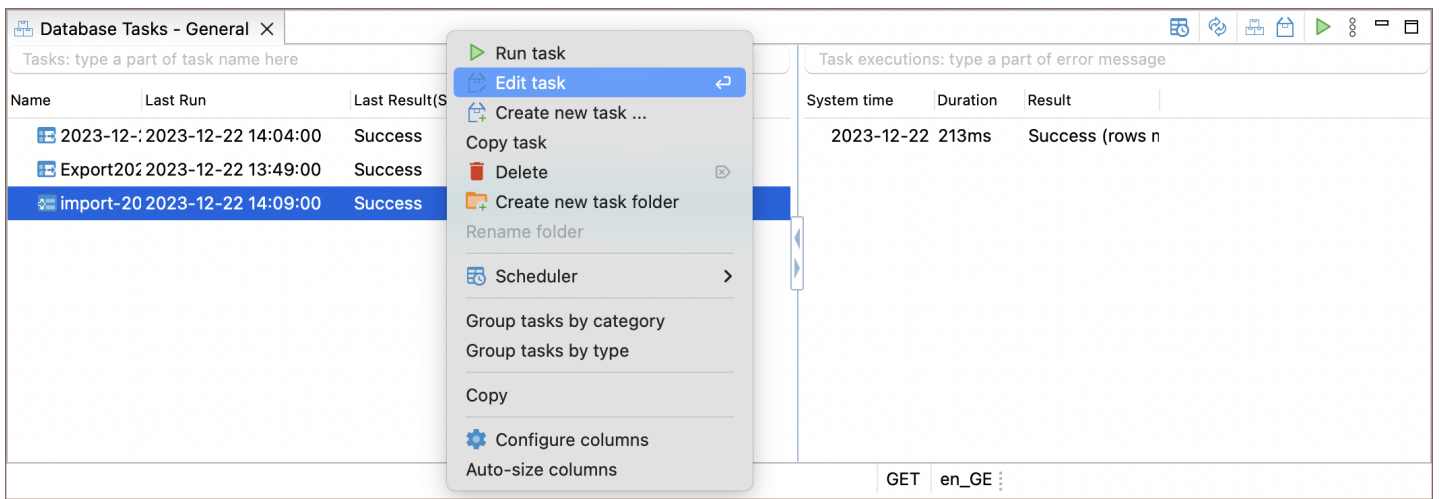 Database Tasks - General
Tasks: type a part of task name here
Task executions: type a part of error message
Name Last Run Last Result(S
System time Duration Result
2023-12-: 2023-12-22 14:04:00 Success
Export202 2023-12-22 13:49:00 Success
import-20 2023-12-22 14:09:00 Success
2023-12-22 213ms Success (rows n
Run task
Edit task
Create new task ...
Copy task
Delete
Create new task folder
Rename folder
Scheduler
Group tasks by category
Group tasks by type
Copy
Configure columns
Auto-size columns
GET en_GE